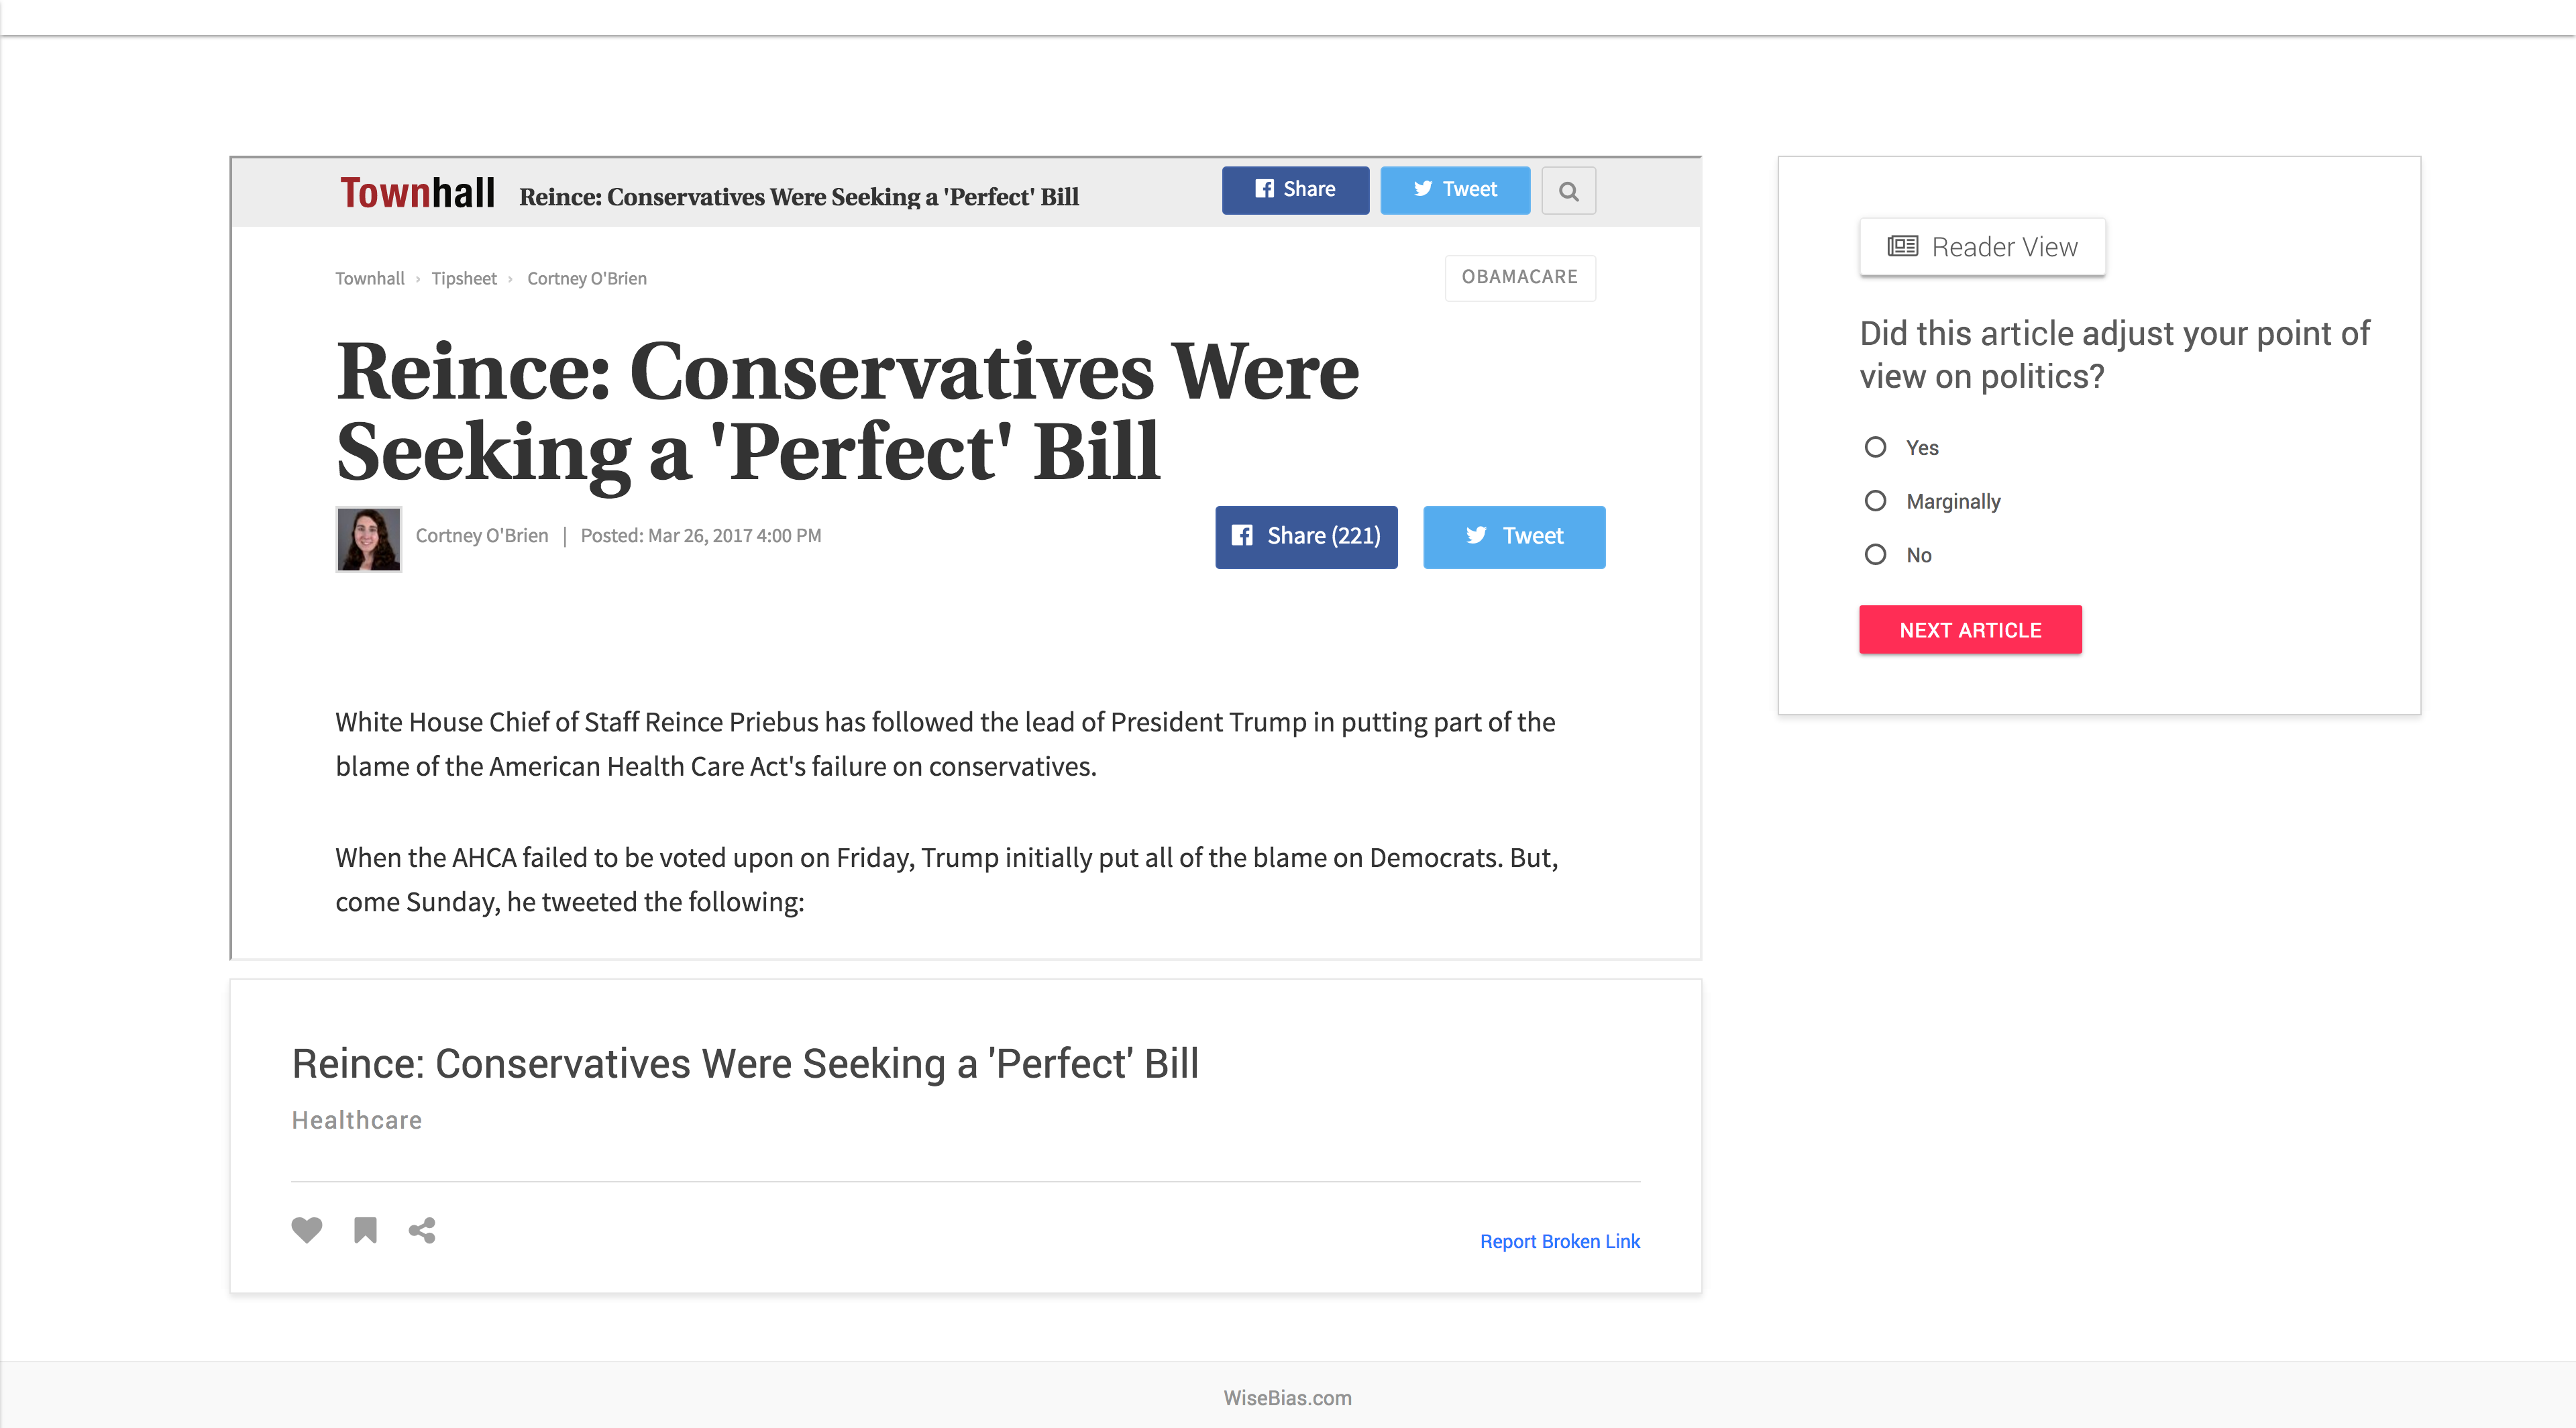 Townhall Reince: Conservatives Were Seeking a 'Perfect' Bill
Share Tweet
Townhall › Tipsheet › Cortney O'Brien
OBAMACARE
Reince: Conservatives Were
Seeking a 'Perfect' Bill
Cortney O'Brien | Posted: Mar 26, 2017 4:00 PM
Share (221) Tweet
White House Chief of Staff Reince Priebus has followed the lead of President Trump in putting part of the
blame of the American Health Care Act's failure on conservatives.
When the AHCA failed to be voted upon on Friday, Trump initially put all of the blame on Democrats. But,
come Sunday, he tweeted the following:
Reince: Conservatives Were Seeking a 'Perfect' Bill
Healthcare
Report Broken Link
Reader View
Did this article adjust your point of
view on politics?
Yes
Marginally
No
NEXT ARTICLE
WiseBias.com